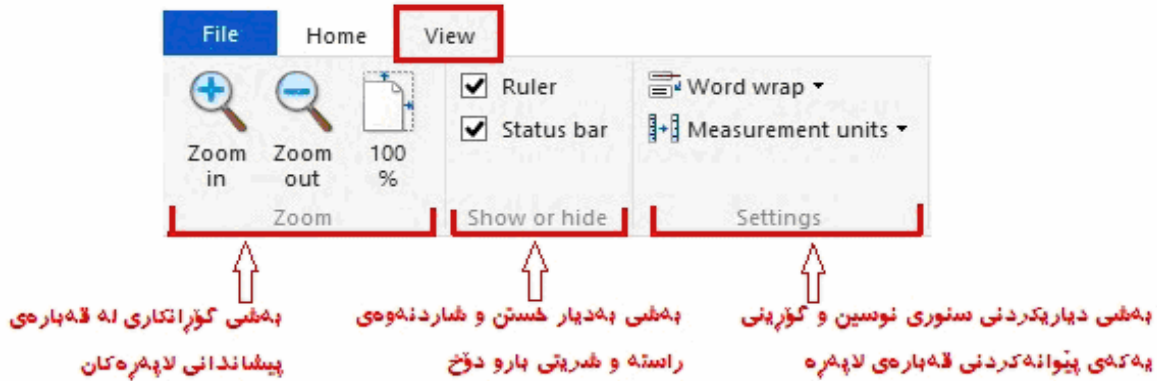 File Home View
Ruler
Word wrap
Status bar
Measurement units
Zoom in
Zoom out
100 %
Zoom
Show or hide
Settings
بەشی گۆڕانکاری لە قەبارەی
پیشاندانی لاپەڕەکان
بەشی بەدیار خستن و شاردنەوەی
راستە و شریتی بارو دۆخ
بەشی دیاریکردنی سنوری نوسین و گۆڕینی
یەکەی پێوانەکردنی قەبارەی لاپەڕە